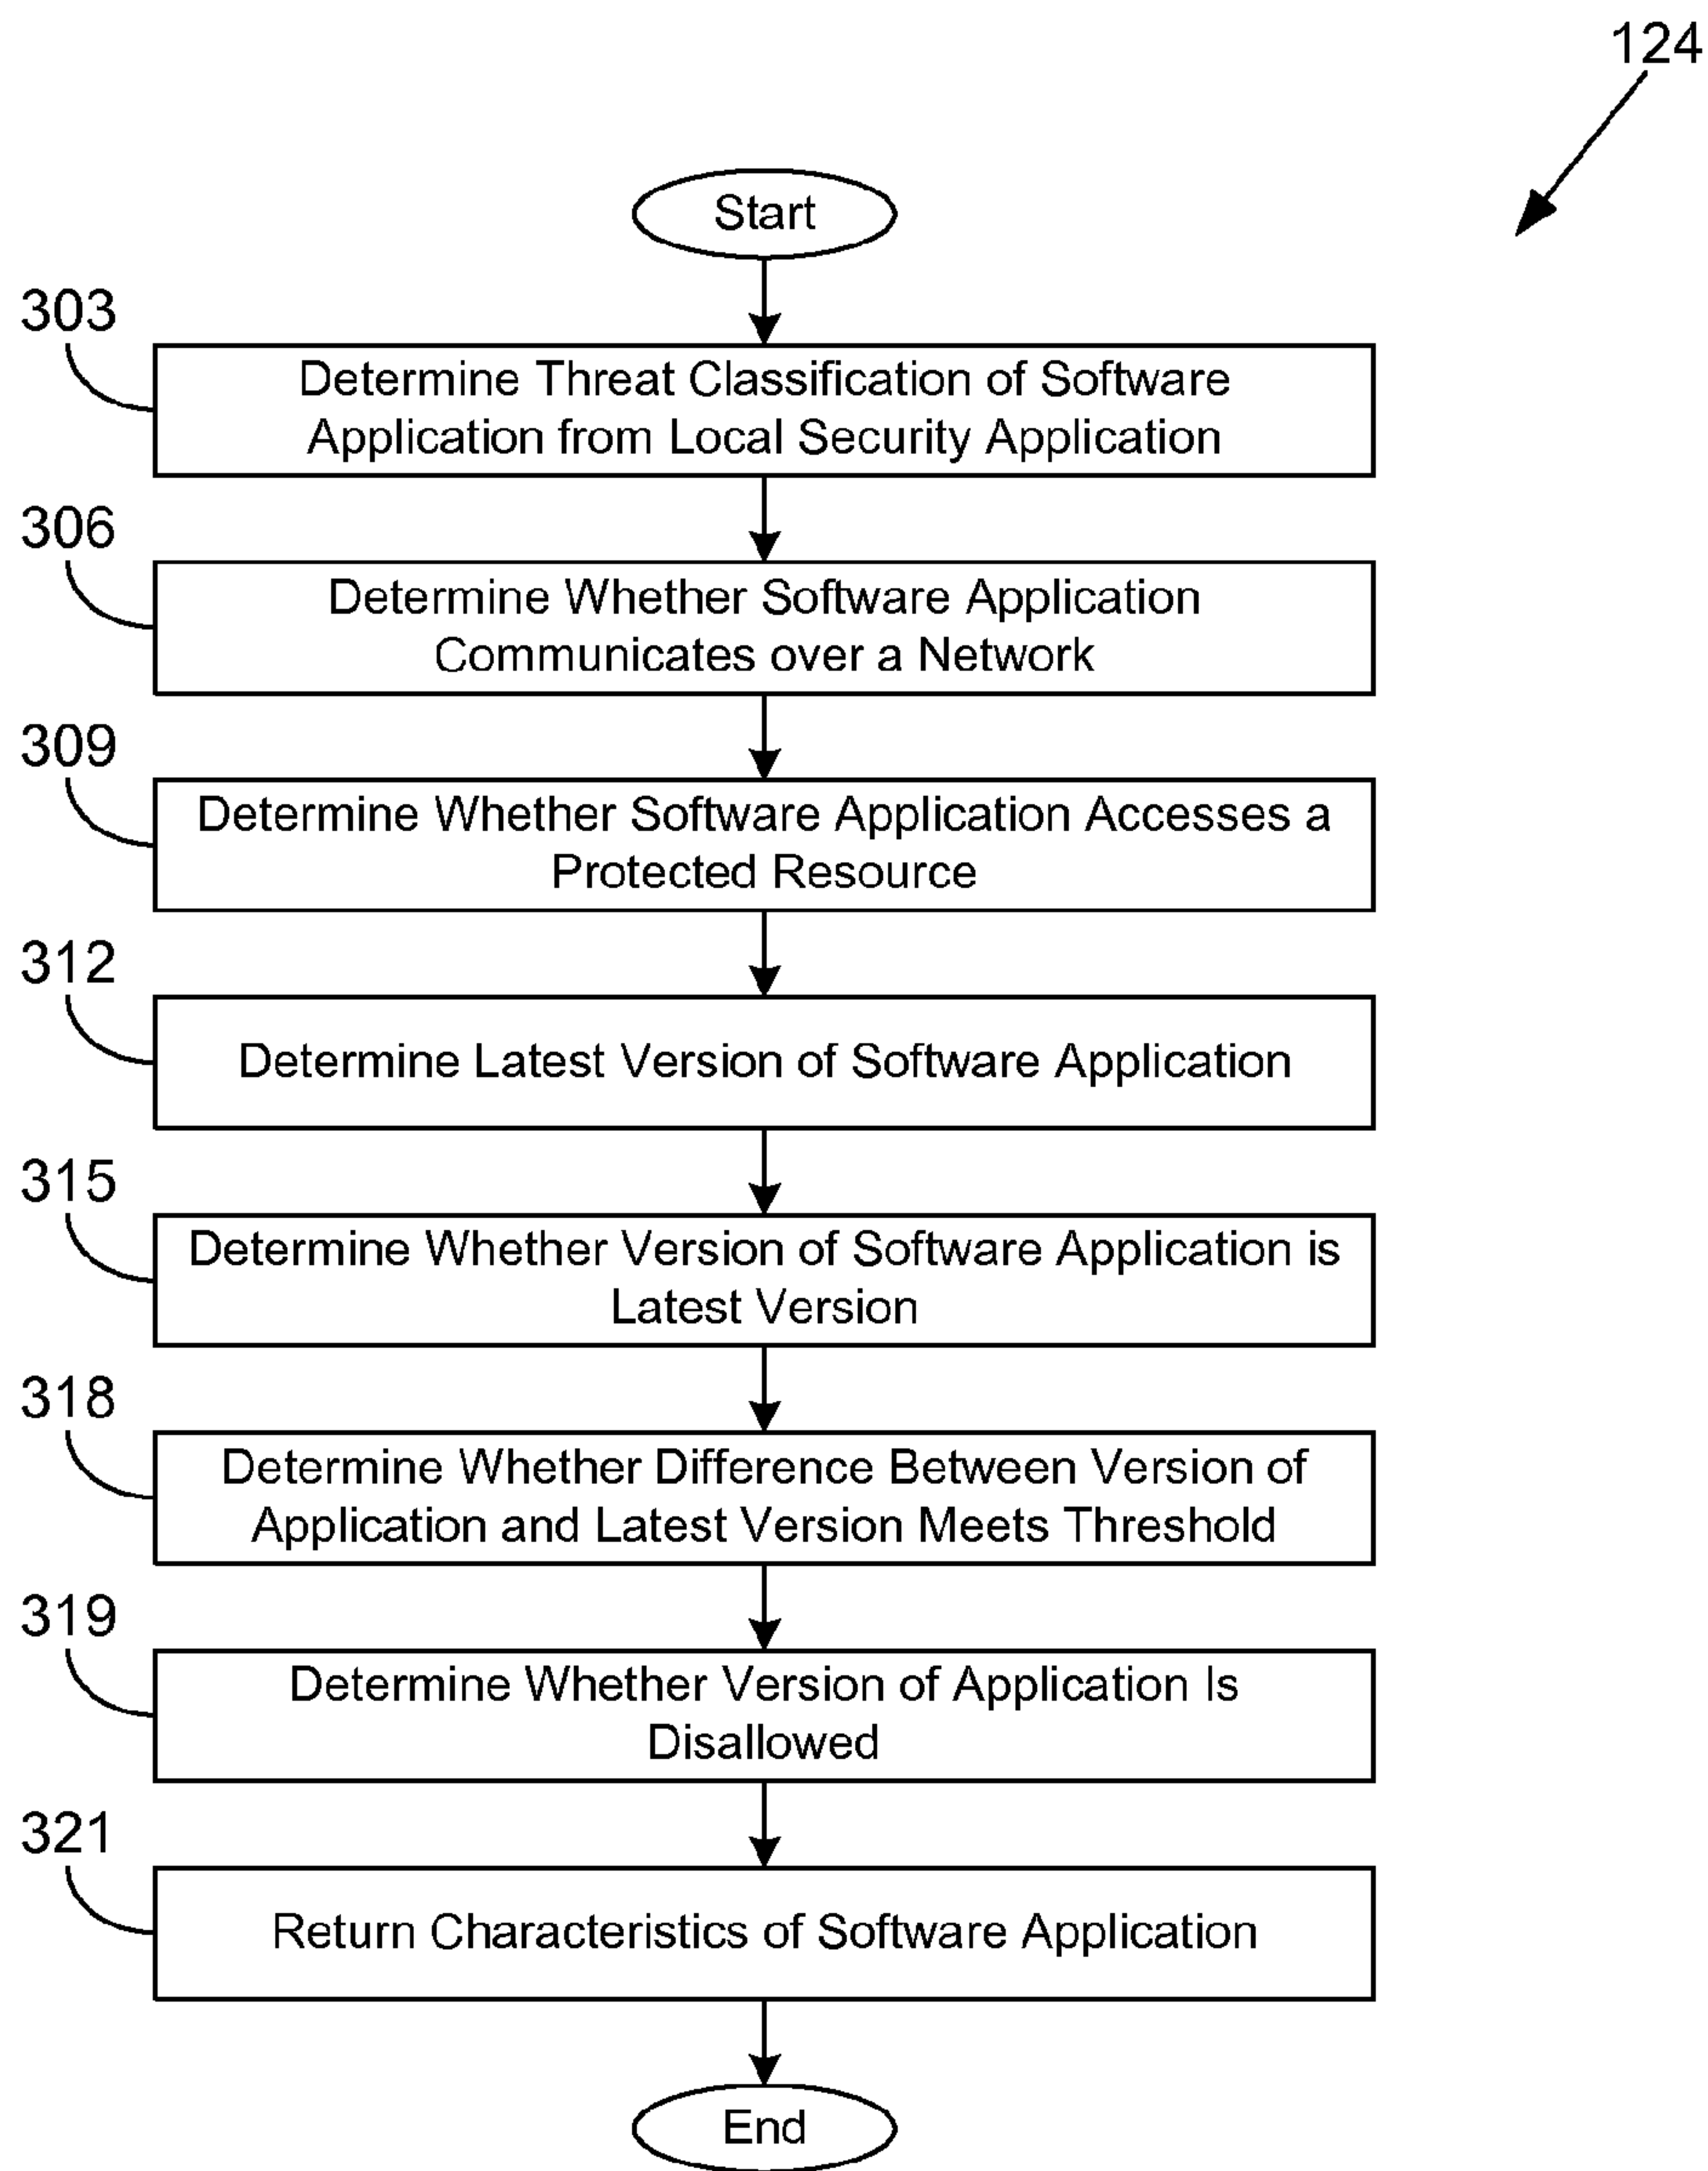 124
Start
303
Determine Threat Classification of Software
Application from Local Security Application
306
Determine Whether Software Application
Communicates over a Network
309
Determine Whether Software Application Accesses a
Protected Resource
312
Determine Latest Version of Software Application
315
Determine Whether Version of Software Application is
Latest Version
318
Determine Whether Difference Between Version of
Application and Latest Version Meets Threshold
319
Determine Whether Version of Application Is
Disallowed
321
Return Characteristics of Software Application
End